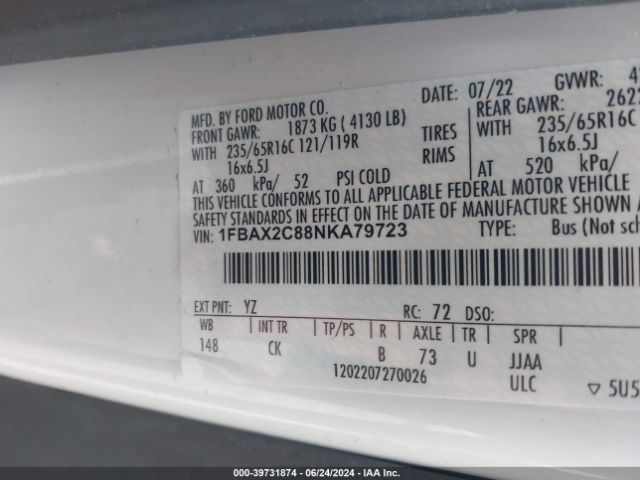 MFD. BY FORD MOTOR CO. DATE: 07/22 GVWR:
FRONT GAWR: 1873 KG ( 4130 LB) REAR GAWR: 262
WITH 235/65R16C 121/119R TIRES WITH 235/65R16C
16x6.5J RIMS 16x6.5J
AT 360 kPa/ 52 PSI COLD AT 520 kPa/
THIS VEHICLE CONFORMS TO ALL APPLICABLE FEDERAL MOTOR VEHICLE
SAFETY STANDARDS IN EFFECT ON THE DATE OF MANUFACTURE SHOWN A
VIN: 1FBAX2C88NKA79723 TYPE: Bus (Not sch
EXT PNT: YZ RC: 72 DSO:
WB INT TR TP/PS R AXLE TR SPR
148 CK B 73 U JJAA
1202207270026 ULC ▽ 5U5
000-39731874 - 06/24/2024 - IAA Inc.